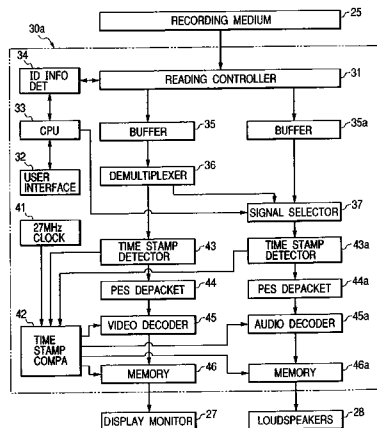 RECORDING MEDIUM 25
30a
34
ID INFO
DET
READING CONTROLLER 31
33
CPU
BUFFER 35
BUFFER 35a
DEMULTIPLEXER 36
32
USER
INTERFACE
SIGNAL SELECTOR 37
41
27MHz
CLOCK
TIME STAMP
DETECTOR 43
TIME STAMP
DETECTOR 43a
PES DEPACKET 44
PES DEPACKET 44a
42
TIME
STAMP
COMPA
VIDEO DECODER 45
AUDIO DECODER 45a
MEMORY 46
MEMORY 46a
DISPLAY MONITOR 27
LOUDSPEAKERS 28